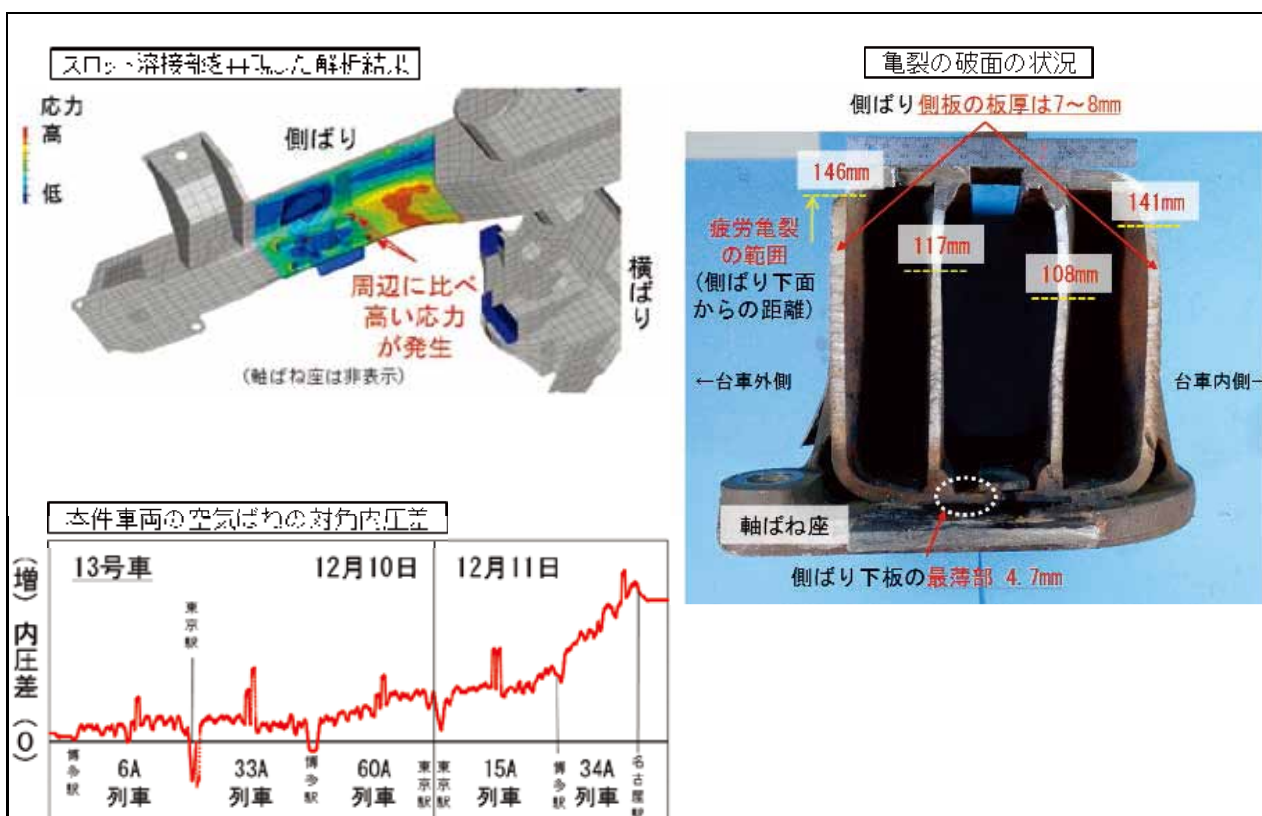 スロット溶接部を再現した解析結果
応力
高
低
側ばり
横ばり
周辺に比べ
高い応力
が発生
(軸ばね座は非表示)
亀裂の破面の状況
側ばり側板の板厚は7～8mm
146mm
141mm
疲労亀裂
の範囲
(側ばり下面
からの距離)
117mm
108mm
←台車外側
台車内側→
軸ばね座
側ばり下板の最薄部 4.7mm
本件車両の空気ばねの対角内圧差
(増) 内圧差 (0)
13号車
12月10日
12月11日
東京駅
博多駅
6A
列車
33A
列車
博多駅
60A
列車
東京駅
東京駅
15A
列車
博多駅
34A
列車
名古屋駅